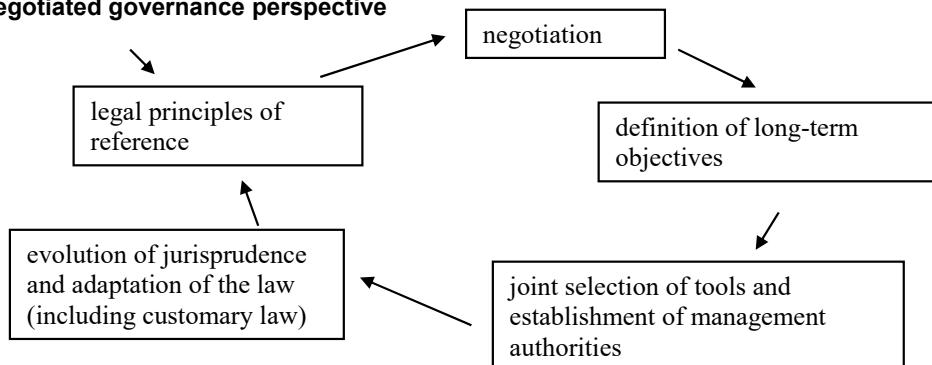 egotiated governance perspective
negotiation
legal principles of
reference
definition of long-term
objectives
evolution of jurisprudence
and adaptation of the law
(including customary law)
joint selection of tools and
establishment of management
authorities